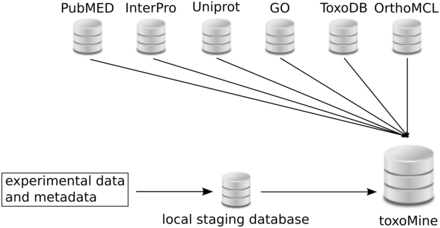 PubMED InterPro Uniprot GO ToxoDB OrthoMCL
experimental data
and metadata
local staging database
toxoMine